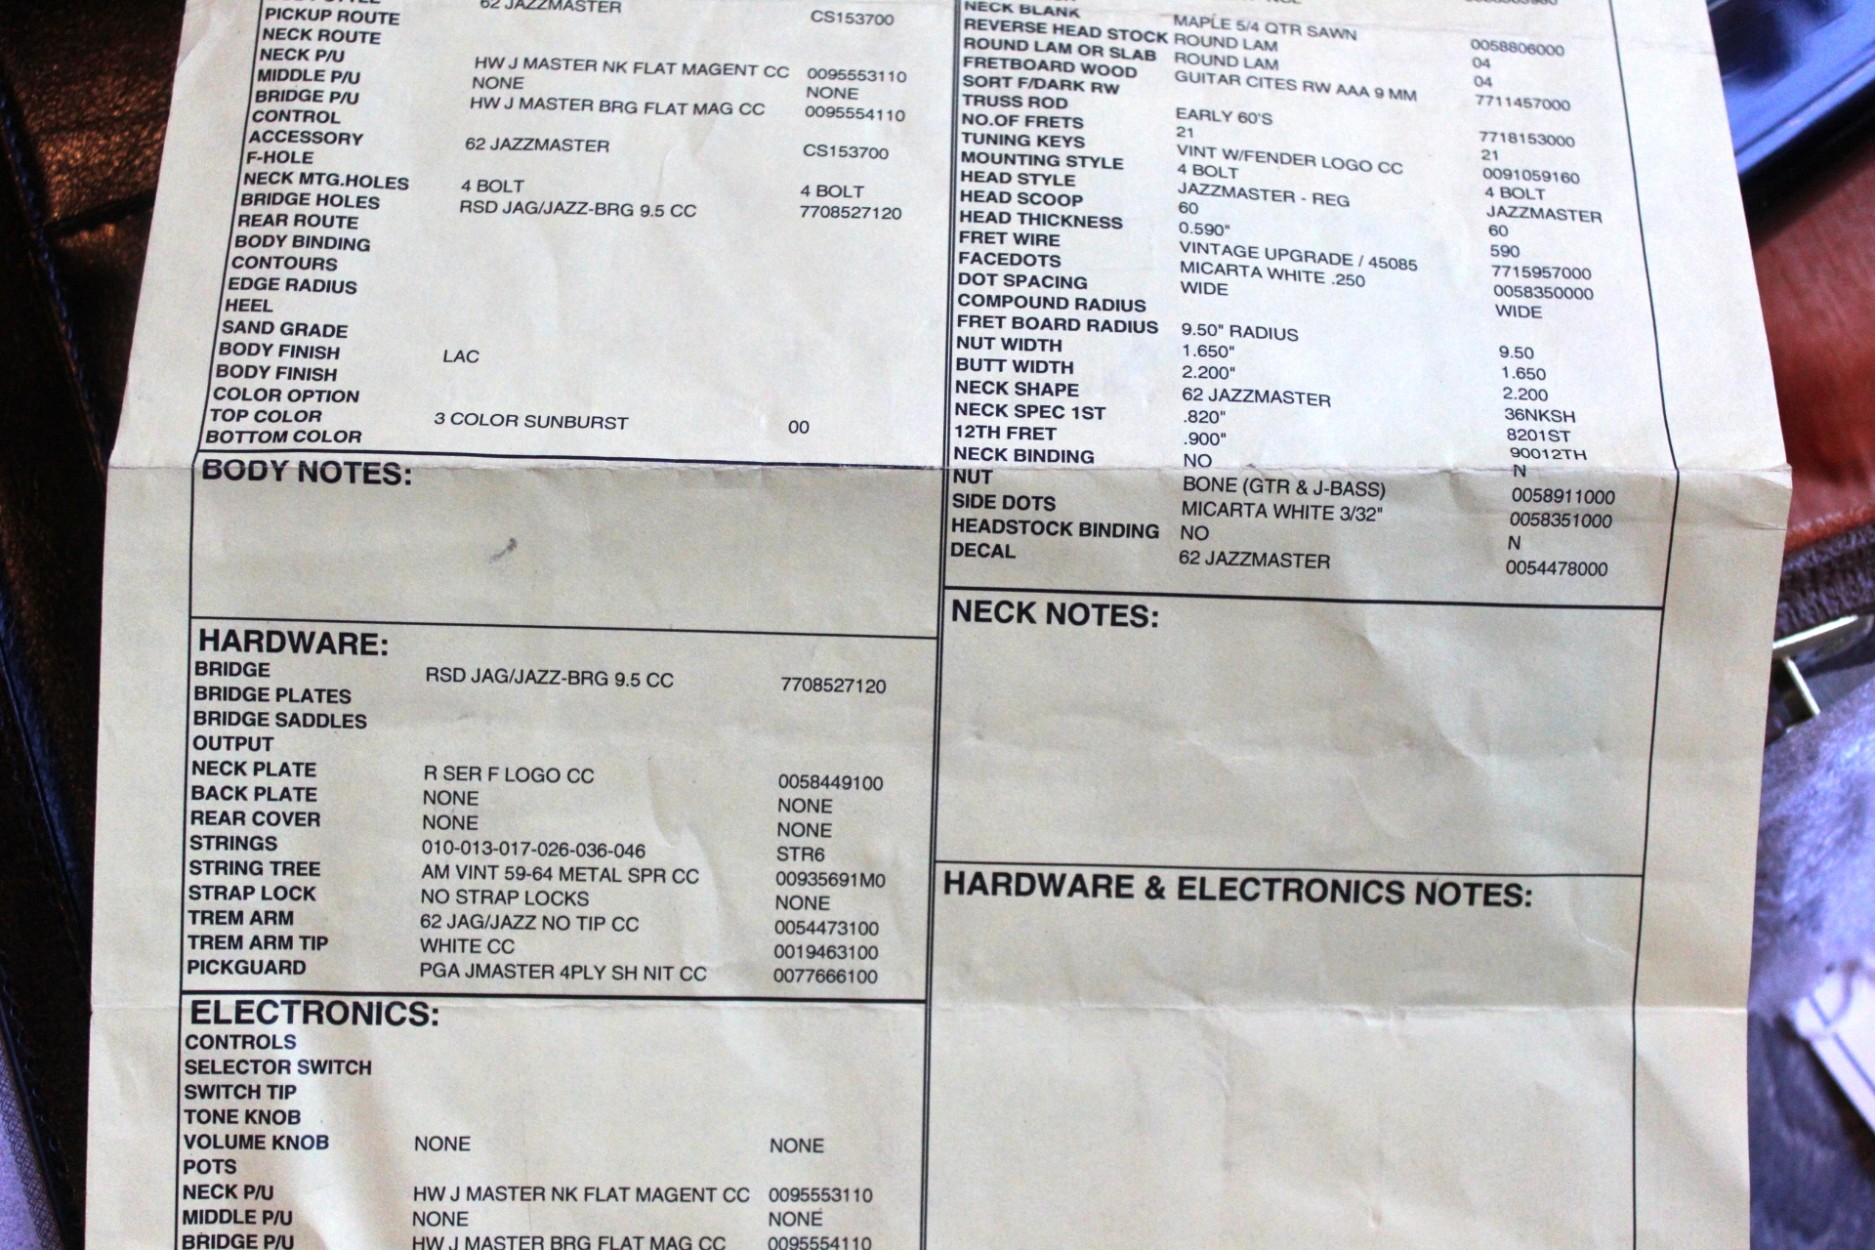 62 JAZZMASTER
PICKUP ROUTE CS153700
NECK ROUTE
NECK P/U HW J MASTER NK FLAT MAGENT CC 0095553110
MIDDLE P/U NONE NONE
BRIDGE P/U HW J MASTER BRG FLAT MAG CC 0095554110
CONTROL
ACCESSORY 62 JAZZMASTER CS153700
F-HOLE
NECK MTG.HOLES 4 BOLT 4 BOLT
BRIDGE HOLES RSD JAG/JAZZ-BRG 9.5 CC 7708527120
REAR ROUTE
BODY BINDING
CONTOURS
EDGE RADIUS
HEEL
SAND GRADE
BODY FINISH LAC
BODY FINISH
COLOR OPTION
TOP COLOR 3 COLOR SUNBURST 00
BOTTOM COLOR
BODY NOTES:
HARDWARE:
BRIDGE RSD JAG/JAZZ-BRG 9.5 CC 7708527120
BRIDGE PLATES
BRIDGE SADDLES
OUTPUT
NECK PLATE R SER F LOGO CC 0058449100
BACK PLATE NONE NONE
REAR COVER NONE NONE
STRINGS 010-013-017-026-036-046 STR6
STRING TREE AM VINT 59-64 METAL SPR CC 00935691M0
STRAP LOCK NO STRAP LOCKS NONE
TREM ARM 62 JAG/JAZZ NO TIP CC 0054473100
TREM ARM TIP WHITE CC 0019463100
PICKGUARD PGA JMASTER 4PLY SH NIT CC 0077666100
ELECTRONICS:
CONTROLS
SELECTOR SWITCH
SWITCH TIP
TONE KNOB
VOLUME KNOB NONE NONE
POTS
NECK P/U HW J MASTER NK FLAT MAGENT CC 0095553110
MIDDLE P/U NONE NONE
BRIDGE P/U HW J MASTER BRG FLAT MAG CC 0095554110
NECK BLANK MAPLE 5/4 QTR SAWN 0058806000
REVERSE HEAD STOCK ROUND LAM 04
ROUND LAM OR SLAB ROUND LAM 04
FRETBOARD WOOD GUITAR CITES RW AAA 9 MM 7711457000
SORT F/DARK RW
TRUSS ROD EARLY 60'S 7718153000
NO.OF FRETS 21 21
TUNING KEYS VINT W/FENDER LOGO CC 0091059160
MOUNTING STYLE 4 BOLT 4 BOLT
HEAD STYLE JAZZMASTER - REG JAZZMASTER
HEAD SCOOP 60 60
HEAD THICKNESS 0.590" 590
FRET WIRE VINTAGE UPGRADE / 45085 7715957000
FACEDOTS MICARTA WHITE .250 0058350000
DOT SPACING WIDE WIDE
COMPOUND RADIUS
FRET BOARD RADIUS 9.50" RADIUS 9.50
NUT WIDTH 1.650" 1.650
BUTT WIDTH 2.200" 2.200
NECK SHAPE 62 JAZZMASTER 36NKSH
NECK SPEC 1ST .820" 8201ST
12TH FRET .900" 90012TH
NECK BINDING NO N
NUT BONE (GTR & J-BASS) 0058911000
SIDE DOTS MICARTA WHITE 3/32" 0058351000
HEADSTOCK BINDING NO N
DECAL 62 JAZZMASTER 0054478000
NECK NOTES:
HARDWARE & ELECTRONICS NOTES: